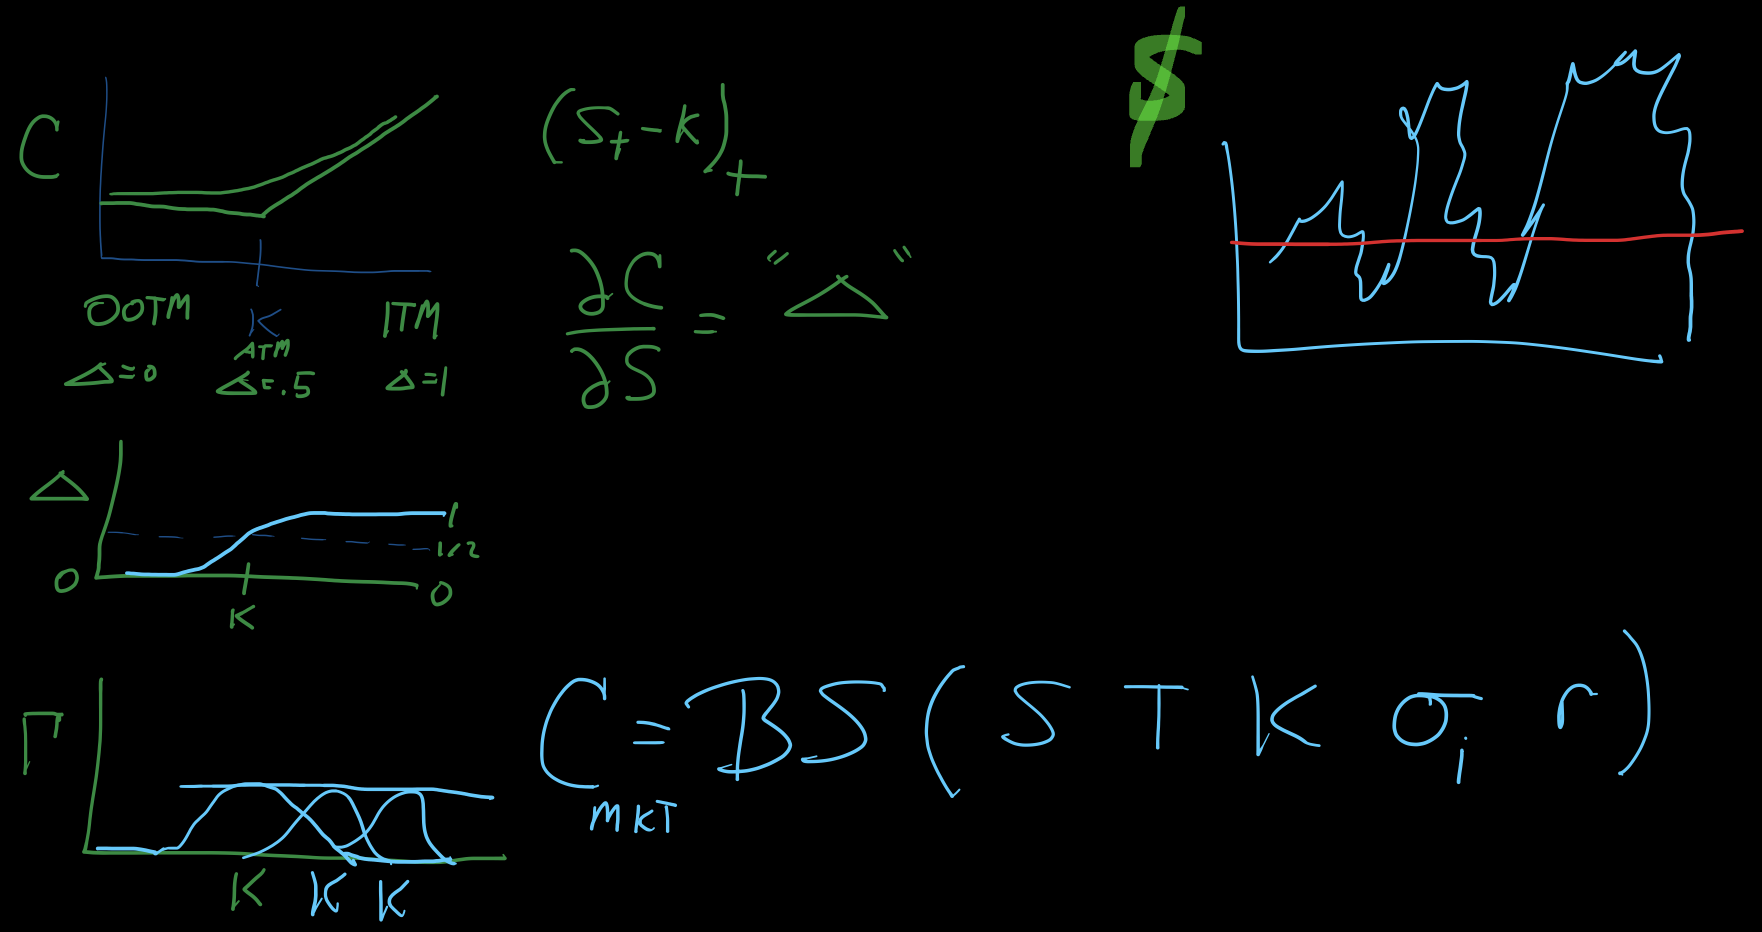 $
C
(S_t - K)_+
∂C/∂S = "Δ"
OOTM K ITM
ATM
Δ=0 Δ=.5 Δ=1
Δ
1
1/2
0 0
K
Γ
C_MKT = BS(S T K σ_i r)
K K K